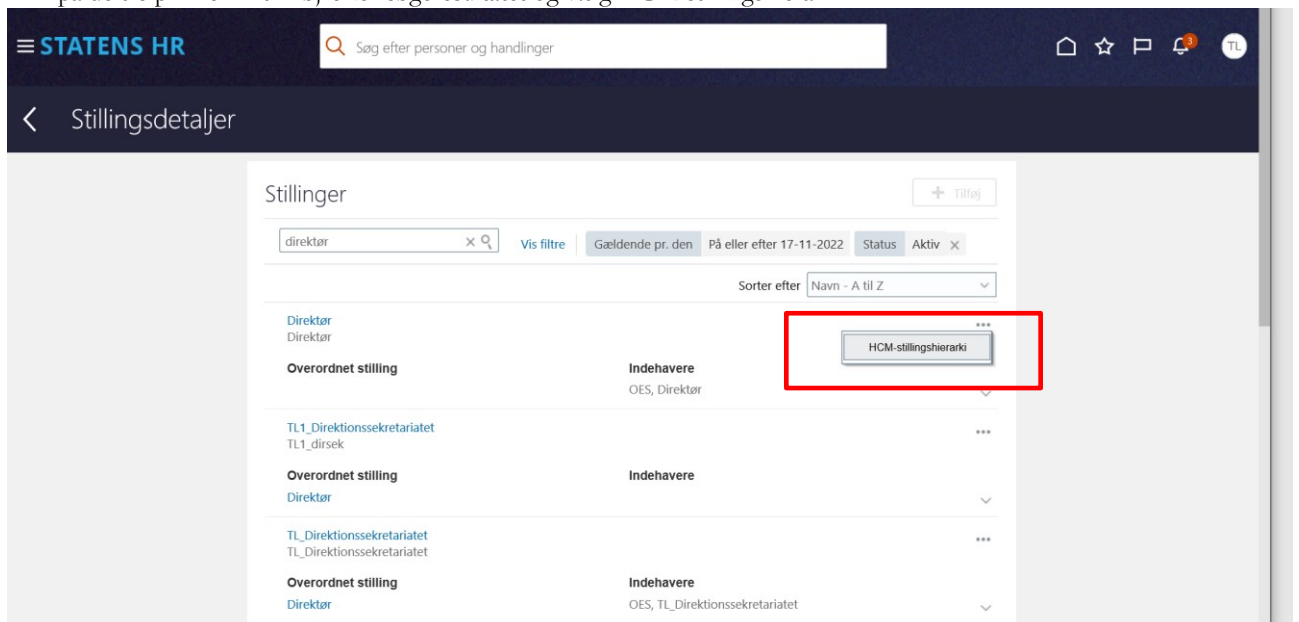 STATENS HR
Søg efter personer og handlinger
3
TL
Stillingsdetaljer
Stillinger
Tilføj
direktør
Vis filtre
Gældende pr. den På eller efter 17-11-2022 Status Aktiv
Sorter efter Navn - A til Z
Direktør
Direktør
HCM-stillingshierarki
Overordnet stilling Indehavere
OES, Direktør
TL1_Direktionssekretariatet
TL1_dirsek
Overordnet stilling Indehavere
Direktør
TL_Direktionssekretariatet
TL_Direktionssekretariatet
Overordnet stilling Indehavere
Direktør OES, TL_Direktionssekretariatet